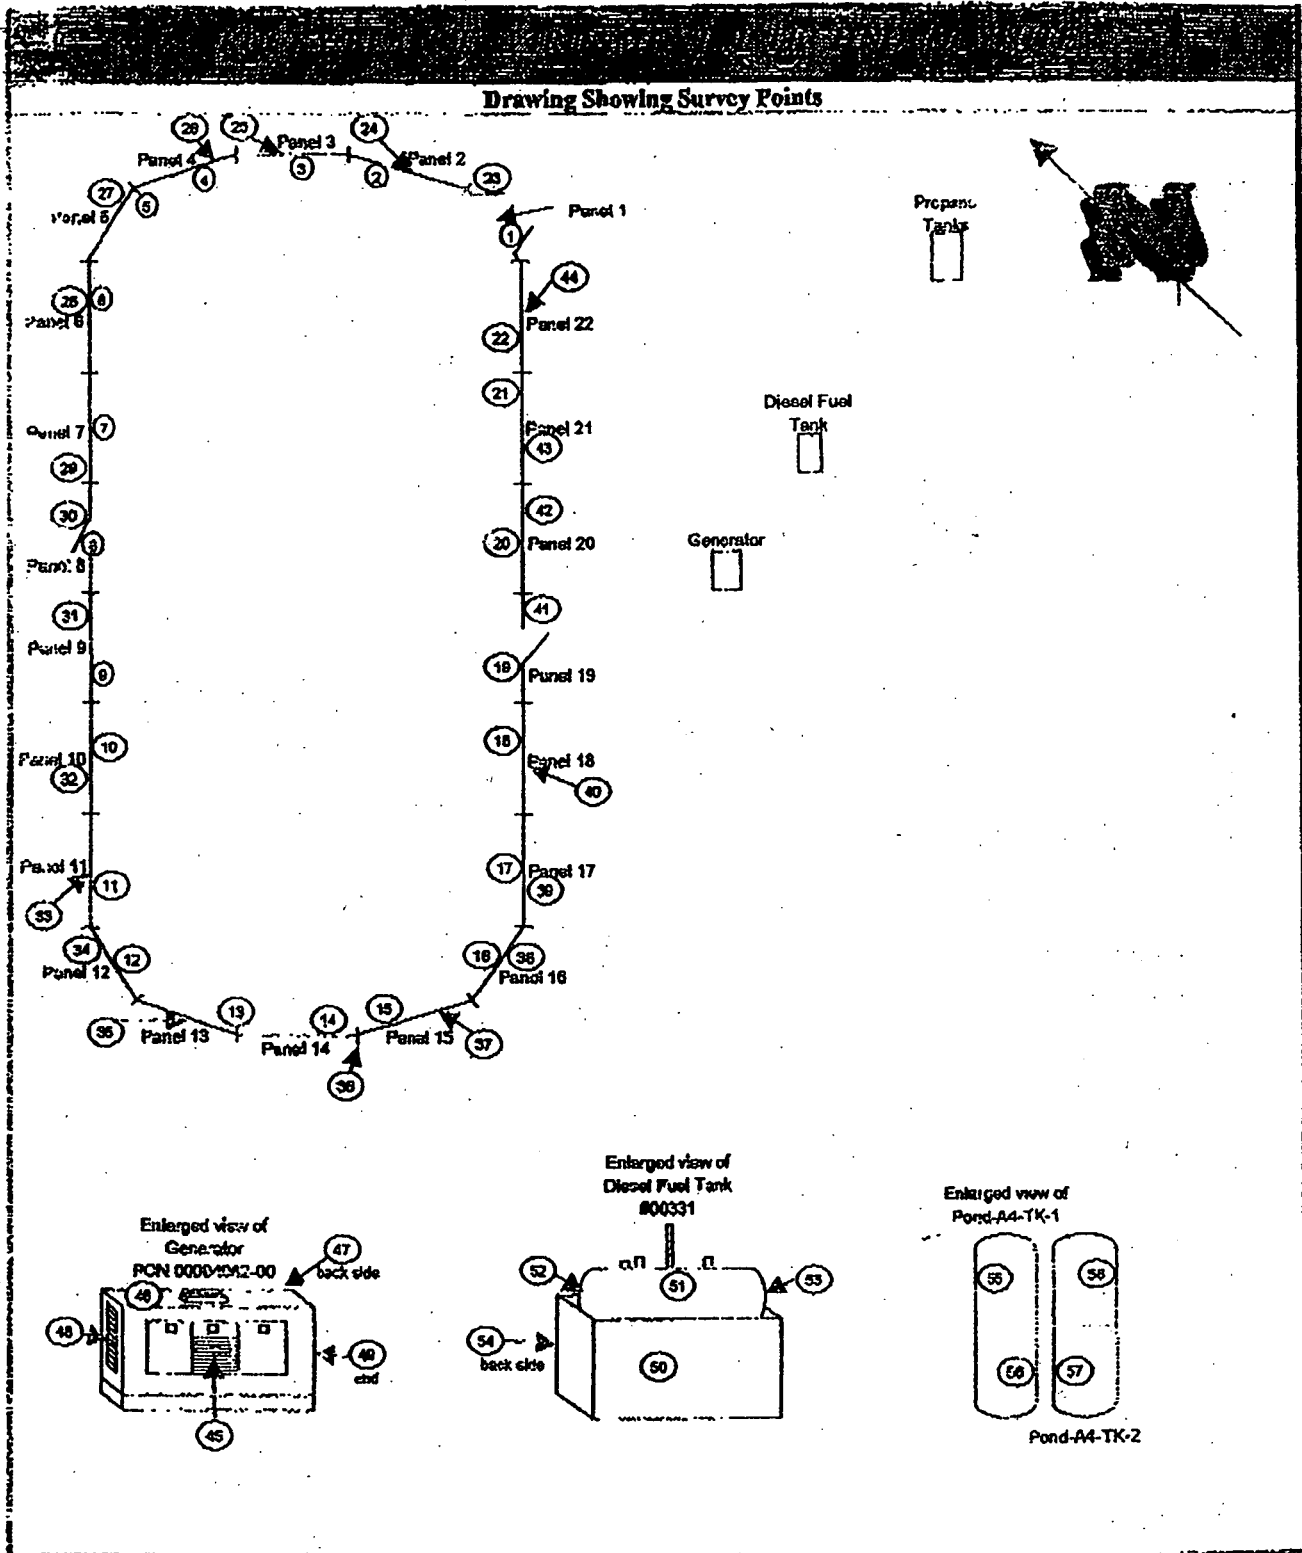 Drawing Showing Survey Points
26 25 24
Panel 3
Panel 4 Panel 2
3 2 23
4
27 5
Panel 5
Panel 1
1
Propane
Tanks
N
44
28 6
Panel 6 Panel 22
22
21
Diesel Fuel
Tank
Panel 7 7 Panel 21
43
29
30 42
20 Panel 20
Generator
8
Panel 8
31 41
Panel 9
9 19 Panel 19
10 18
Panel 10 Panel 18
32 40
Panel 11 17 Panel 17
11 39
33
34 12 16 38
Panel 12 Panel 16
13 14 15
35 Panel 13 Panel 14 Panel 15 37
36
Enlarged view of
Diesel Fuel Tank
#00331
Enlarged view of
Pond-A4-TK-1
Enlarged view of
Generator
47
back side
46
48
49
end
45
52 51 53
54
back side
50
55 58
56 57
Pond-A4-TK-2